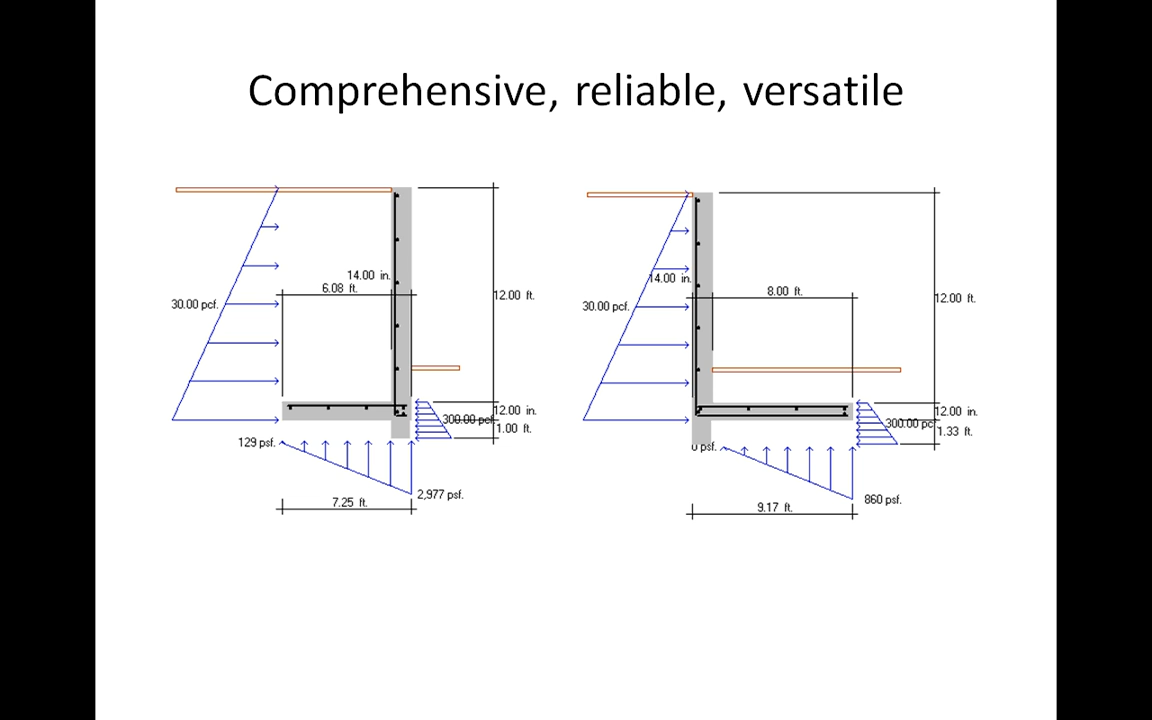 Comprehensive, reliable, versatile
14.00 in.
6.08 ft.
30.00 pcf.
12.00 ft.
12.00 in.
300.00 pcf.
1.00 ft.
129 psf.
2,977 psf.
7.25 ft.
14.00 in.
8.00 ft.
30.00 pcf.
12.00 ft.
12.00 in.
300.00 pcf.
1.33 ft.
0 psf.
860 psf.
9.17 ft.